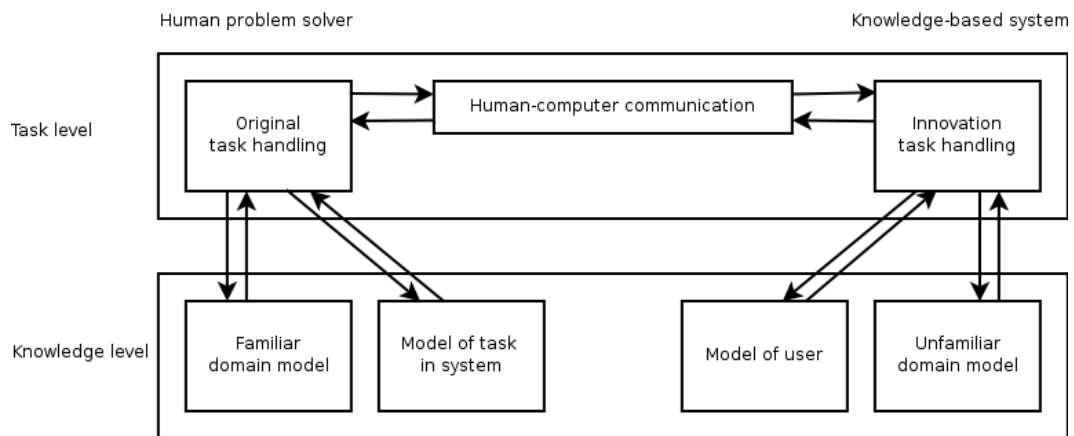 Human problem solver
Knowledge-based system
Task level
Original
task handling
Human-computer communication
Innovation
task handling
Knowledge level
Familiar
domain model
Model of task
in system
Model of user
Unfamiliar
domain model